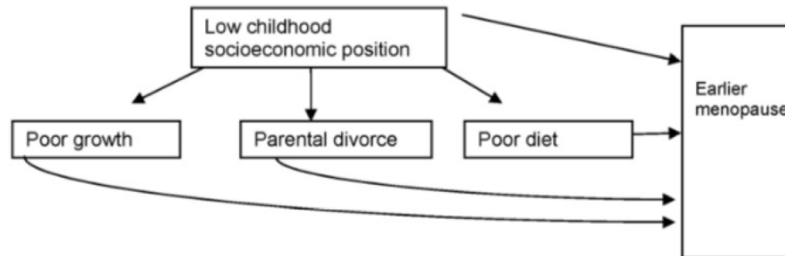 Low childhood
socioeconomic position
Earlier
menopause
Poor growth
Parental divorce
Poor diet